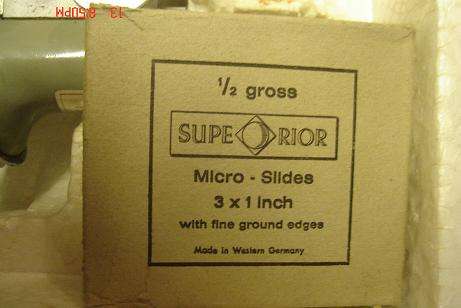 ½ gross
SUPERIOR
Micro - Slides
3 x 1 inch
with fine ground edges
Made in Western Germany